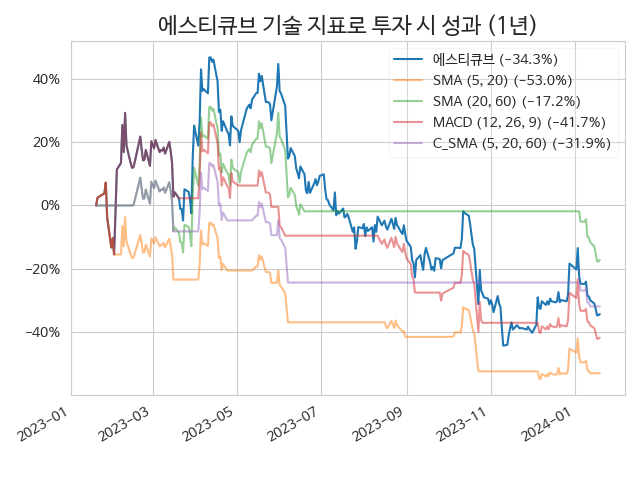 에스티큐브 기술 지표로 투자 시 성과 (1년)
에스티큐브 (−34.3%)
SMA (5, 20) (−53.0%)
SMA (20, 60) (−17.2%)
MACD (12, 26, 9) (−41.7%)
C_SMA (5, 20, 60) (−31.9%)
40%
20%
0%
−20%
−40%
2023−01
2023−03
2023−05
2023−07
2023−09
2023−11
2024−01